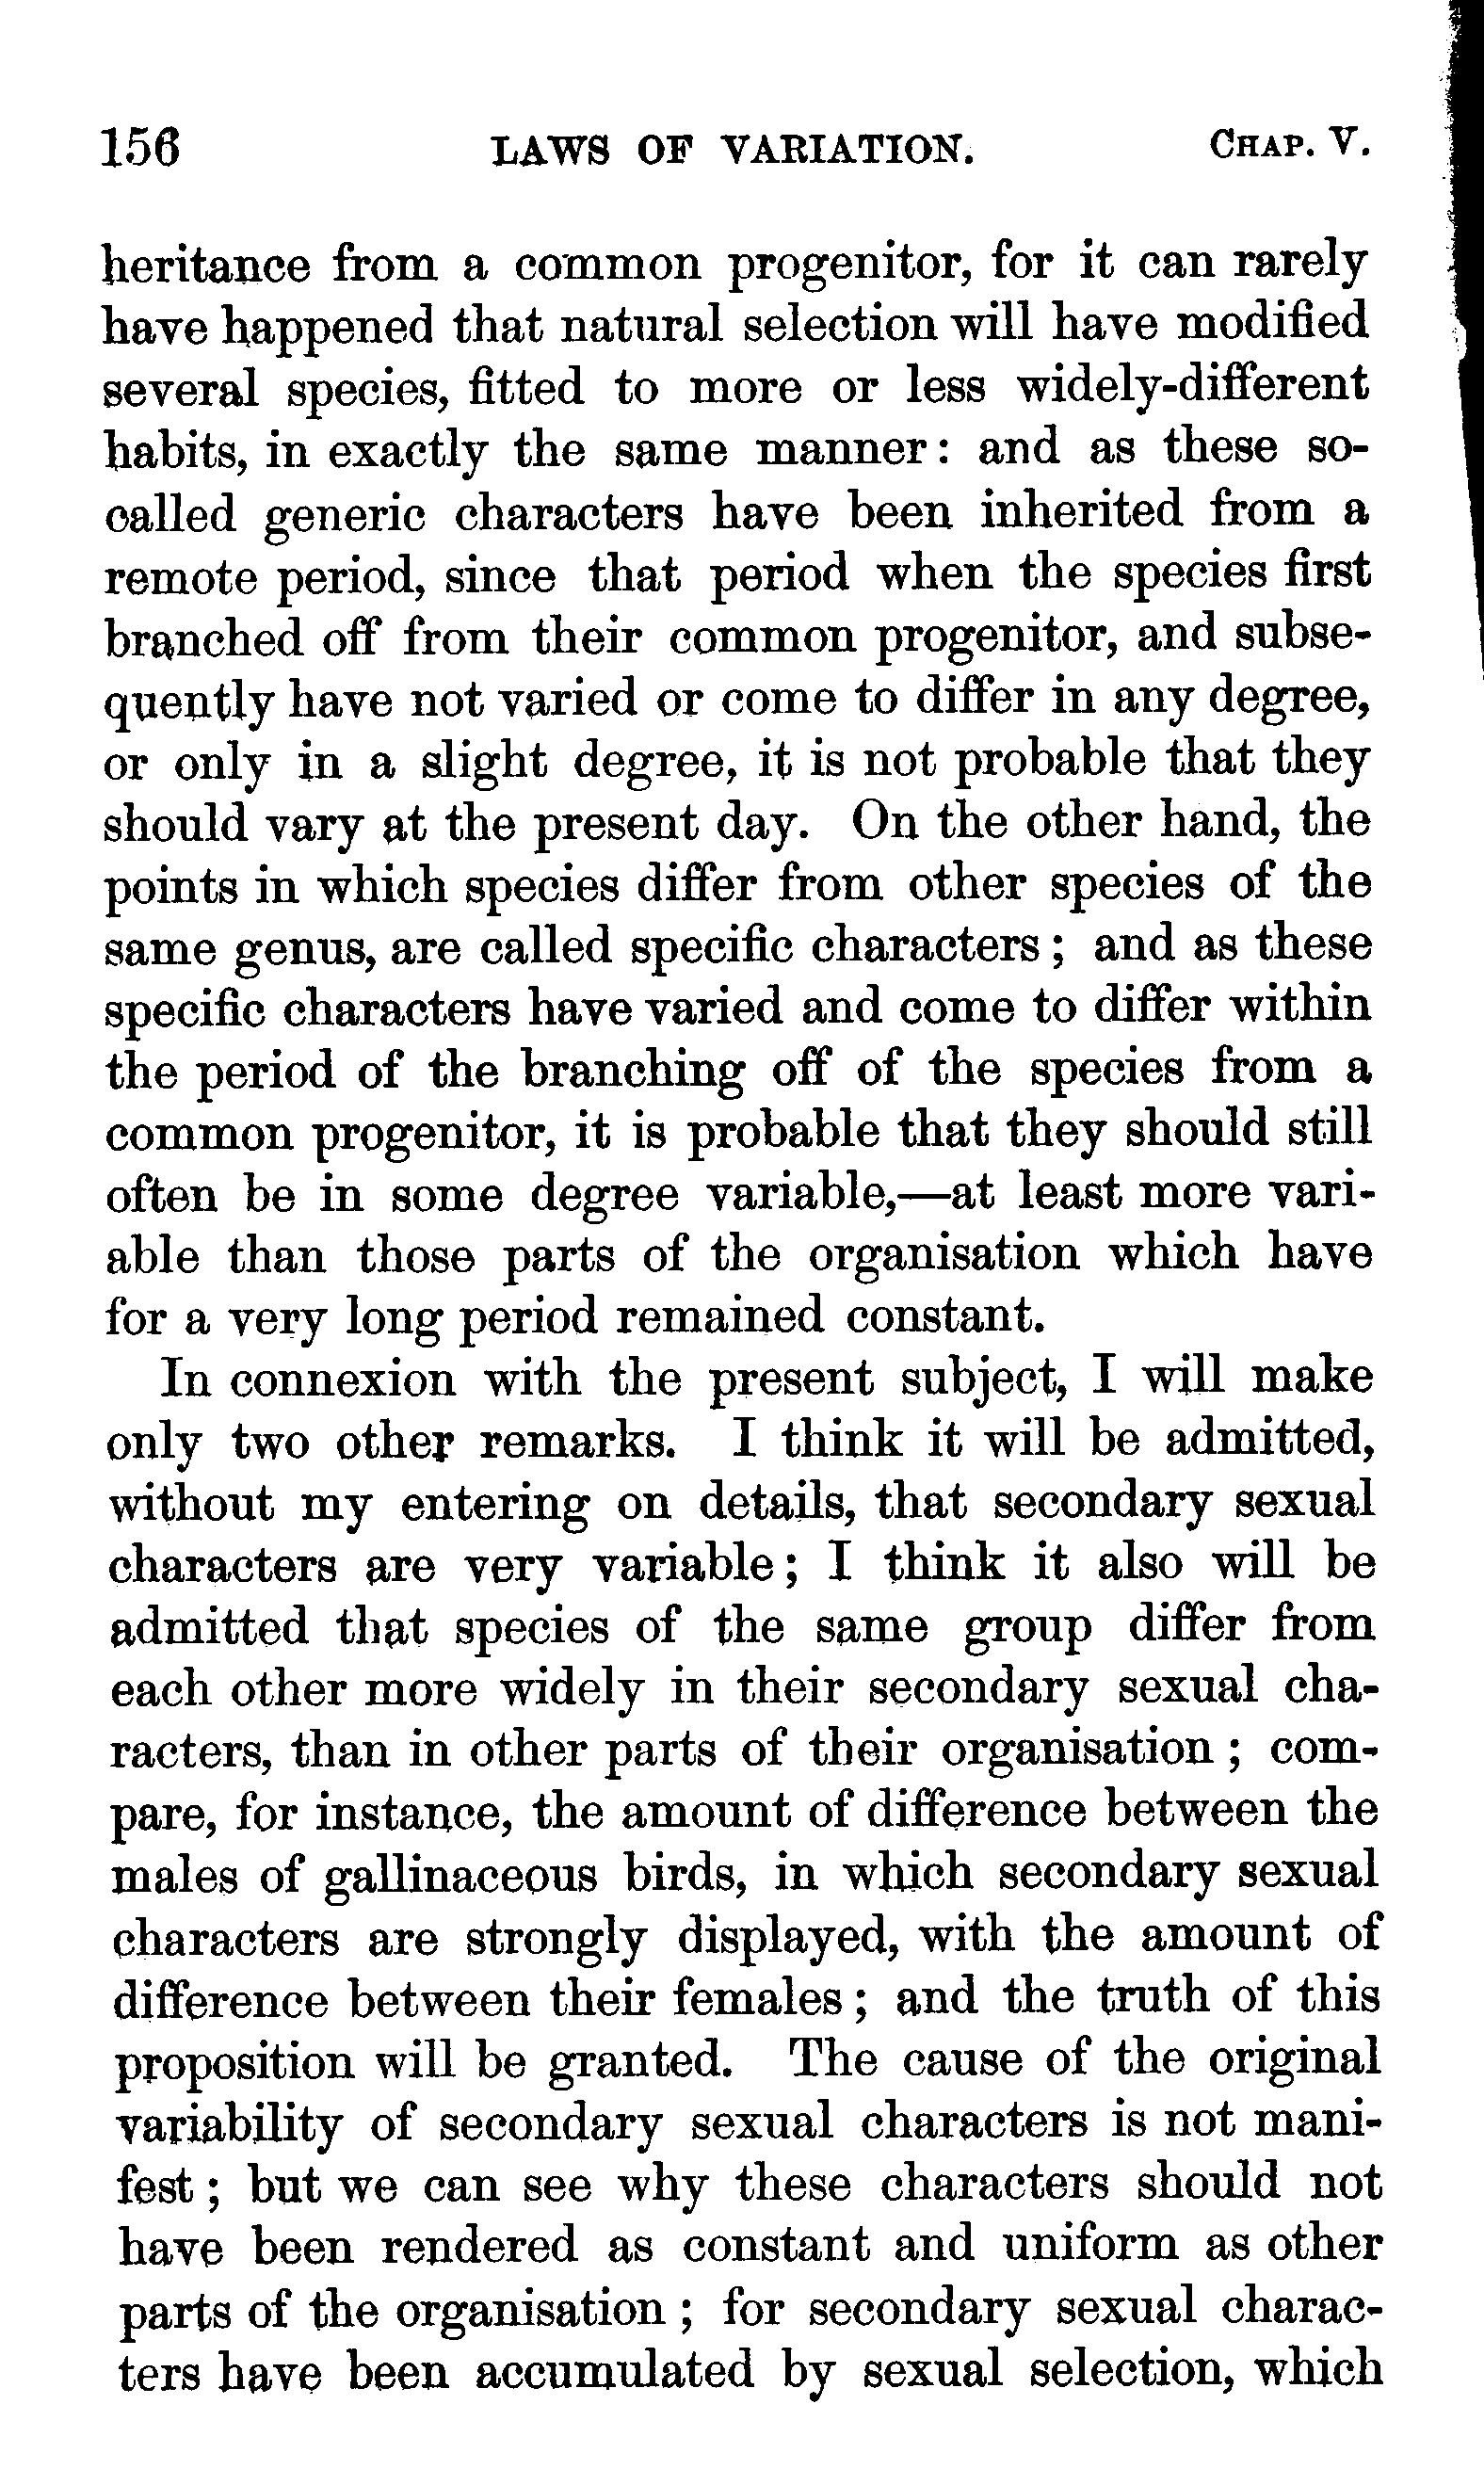 156 LAWS OF VARIATION. CHAP. V.
heritance from a common progenitor, for it can rarely
have happened that natural selection will have modified
several species, fitted to more or less widely-different
habits, in exactly the same manner: and as these so-
called generic characters have been inherited from a
remote period, since that period when the species first
branched off from their common progenitor, and subse-
quently have not varied or come to differ in any degree,
or only in a slight degree, it is not probable that they
should vary at the present day. On the other hand, the
points in which species differ from other species of the
same genus, are called specific characters; and as these
specific characters have varied and come to differ within
the period of the branching off of the species from a
common progenitor, it is probable that they should still
often be in some degree variable,—at least more vari-
able than those parts of the organisation which have
for a very long period remained constant.
In connexion with the present subject, I will make
only two other remarks. I think it will be admitted,
without my entering on details, that secondary sexual
characters are very variable; I think it also will be
admitted that species of the same group differ from
each other more widely in their secondary sexual cha-
racters, than in other parts of their organisation; com-
pare, for instance, the amount of difference between the
males of gallinaceous birds, in which secondary sexual
characters are strongly displayed, with the amount of
difference between their females; and the truth of this
proposition will be granted. The cause of the original
variability of secondary sexual characters is not mani-
fest; but we can see why these characters should not
have been rendered as constant and uniform as other
parts of the organisation; for secondary sexual charac-
ters have been accumulated by sexual selection, which